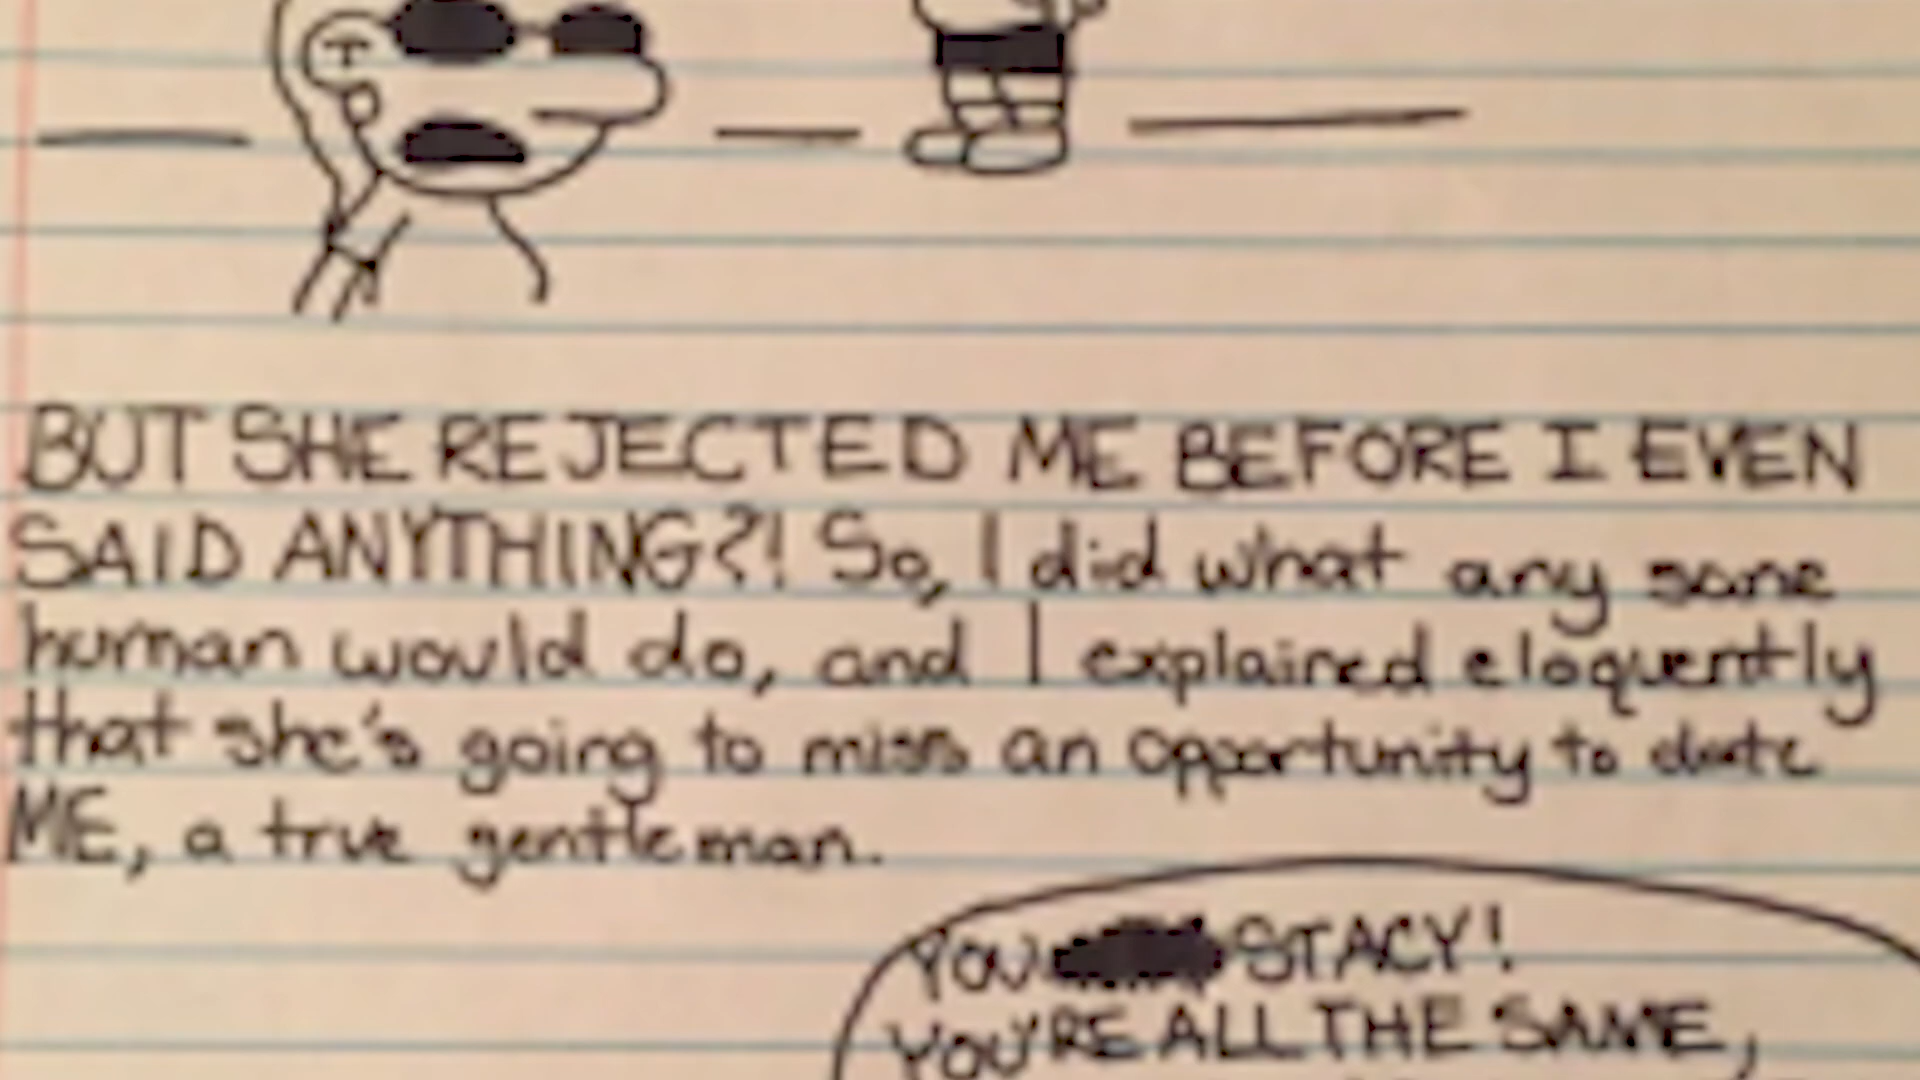 BUT SHE REJECTED ME BEFORE I EVEN
SAID ANYTHING?! So, I did what any sane
human would do, and I explained eloquently
that she's going to miss an opportunity to date
ME, a true gentleman.
YOU STACY!
YOU'RE ALL THE SAME,